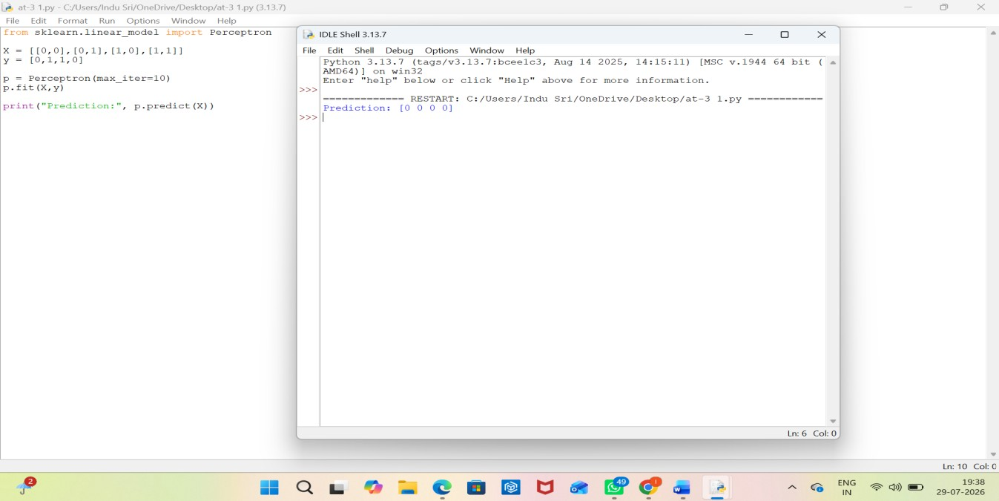 at-3 1.py - C:/Users/Indu Sri/OneDrive/Desktop/at-3 1.py (3.13.7)
File Edit Format Run Options Window Help
from sklearn.linear_model import Perceptron
X = [[0,0],[0,1],[1,0],[1,1]]
y = [0,1,1,0]
p = Perceptron(max_iter=10)
p.fit(X,y)
print("Prediction:", p.predict(X))
IDLE Shell 3.13.7
File Edit Shell Debug Options Window Help
Python 3.13.7 (tags/v3.13.7:bcee1c3, Aug 14 2025, 14:15:11) [MSC v.1944 64 bit (
AMD64)] on win32
Enter "help" below or click "Help" above for more information.
>>>
============= RESTART: C:/Users/Indu Sri/OneDrive/Desktop/at-3 1.py ============
Prediction: [0 0 0 0]
>>>
Ln: 6 Col: 0
Ln: 10 Col: 0
2
49
ENG
IN
19:38
29-07-2026